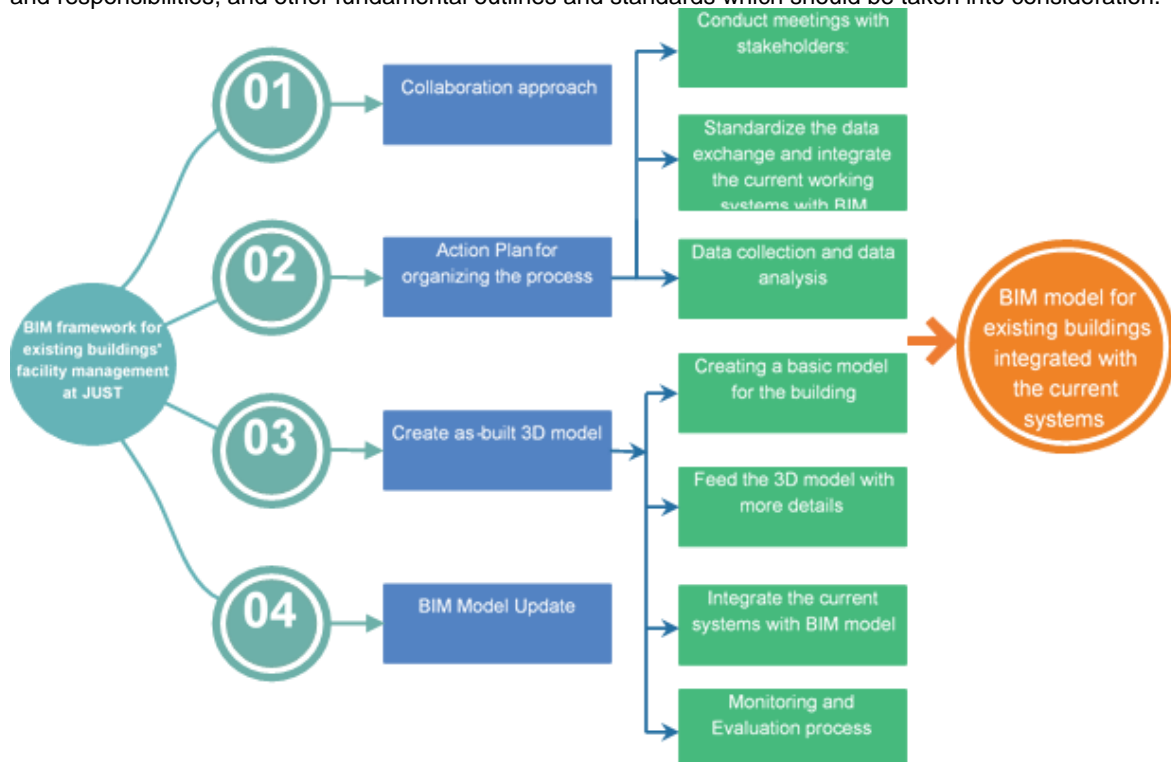 and responsibilities, and other fundamental outlines and standards which should be taken into consideration.
BIM framework for
existing buildings'
facility management
at JUST
01
Collaboration approach
02
Action Plan for
organizing the process
03
Create as-built 3D model
04
BIM Model Update
Conduct meetings with
stakeholders:
Standardize the data
exchange and integrate
the current working
systems with BIM
Data collection and data
analysis
Creating a basic model
for the building
Feed the 3D model with
more details
Integrate the current
systems with BIM model
Monitoring and
Evaluation process
BIM model for
existing buildings
integrated with
the current
systems